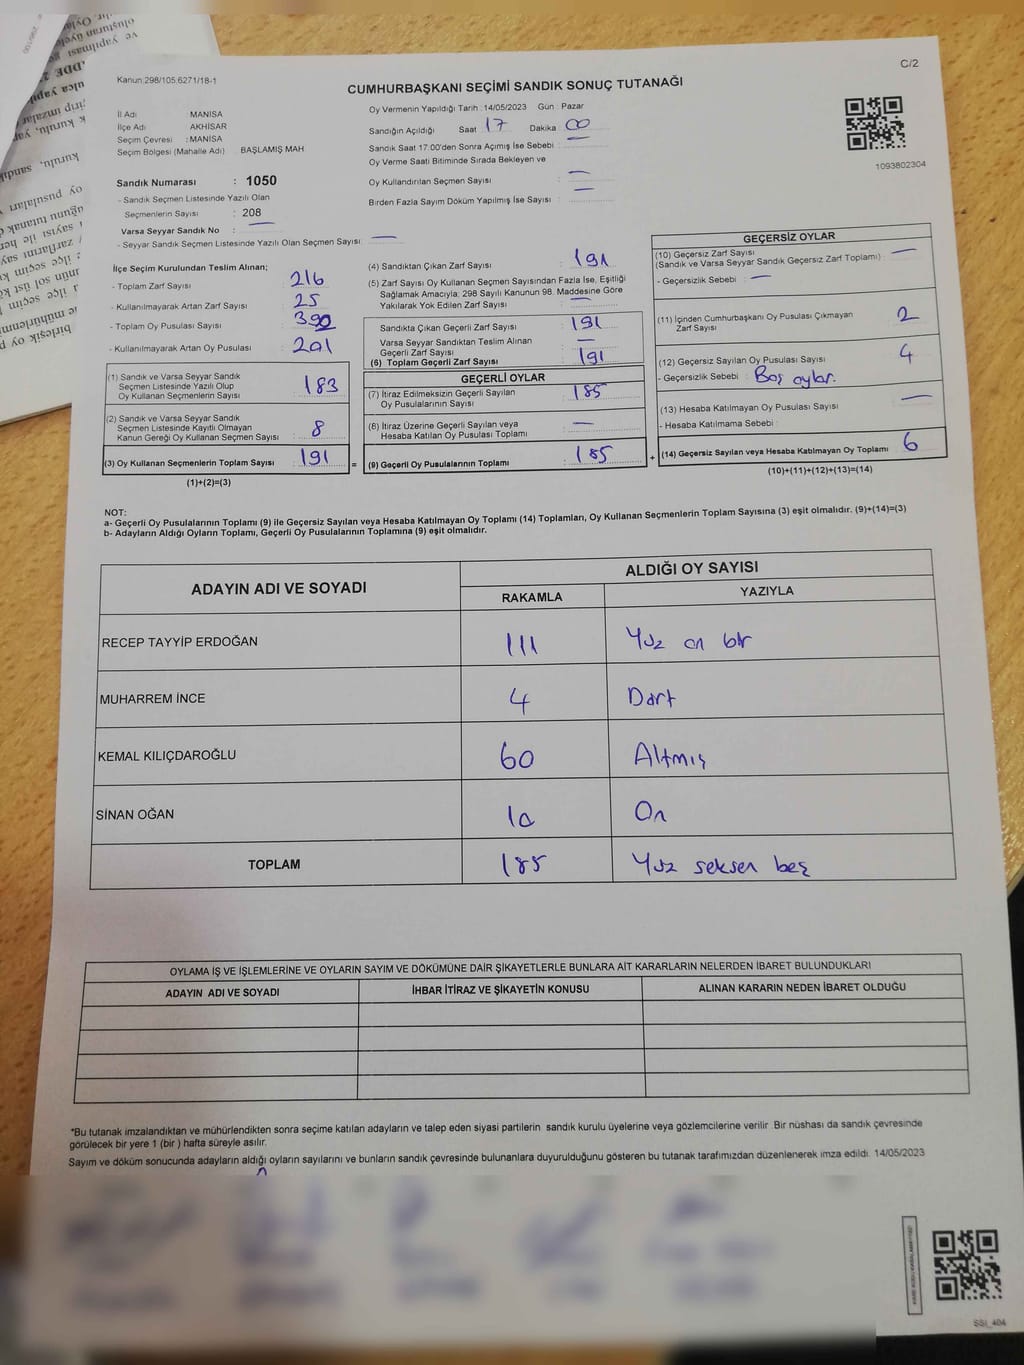 Kanun:298/105.6271/18-1
C/2
CUMHURBAŞKANI SEÇİMİ SANDIK SONUÇ TUTANAĞI
İl Adı MANİSA
İlçe Adı AKHİSAR
Seçim Çevresi : MANİSA
Seçim Bölgesi (Mahalle Adı) BAŞLAMIŞ MAH
Oy Vermenin Yapıldığı Tarih : 14/05/2023 Gün : Pazar
Sandığın Açıldığı Saat 17 Dakika 00
Sandık Saat 17:00'den Sonra Açımış İse Sebebi :
Oy Verme Saati Bitiminde Sırada Bekleyen ve
Oy Kullandırılan Seçmen Sayısı : —
Birden Fazla Sayım Döküm Yapılmış İse Sayısı : —
1093802304
Sandık Numarası : 1050
- Sandık Seçmen Listesinde Yazılı Olan
Seçmenlerin Sayısı : 208
Varsa Seyyar Sandık No : —
- Seyyar Sandık Seçmen Listesinde Yazılı Olan Seçmen Sayısı : —
İlçe Seçim Kurulundan Teslim Alınan;
- Toplam Zarf Sayısı : 216
- Kullanılmayarak Artan Zarf Sayısı : 25
- Toplam Oy Pusulası Sayısı
- Kullanılmayarak Artan Oy Pusulası : 201
(1) Sandık ve Varsa Seyyar Sandık
Seçmen Listesinde Yazılı Olup
Oy Kullanan Seçmenlerin Sayısı : 183
(2) Sandık ve Varsa Seyyar Sandık
Seçmen Listesinde Kayıtlı Olmayan
Kanun Gereği Oy Kullanan Seçmen Sayısı : 8
(3) Oy Kullanan Seçmenlerin Toplam Sayısı : 191
(1)+(2)=(3)
=
(4) Sandıktan Çıkan Zarf Sayısı : 191
(5) Zarf Sayısı Oy Kullanan Seçmen Sayısından Fazla İse, Eşitliği
Sağlamak Amacıyla; 298 Sayılı Kanunun 98. Maddesine Göre
Yakılarak Yok Edilen Zarf Sayısı : —
Sandıkta Çıkan Geçerli Zarf Sayısı : 191
Varsa Seyyar Sandıktan Teslim Alınan
Geçerli Zarf Sayısı : —
(6) Toplam Geçerli Zarf Sayısı : 191
GEÇERLİ OYLAR
(7) İtiraz Edilmeksizin Geçerli Sayılan
Oy Pusulalarının Sayısı : 185
(8) İtiraz Üzerine Geçerli Sayılan veya
Hesaba Katılan Oy Pusulası Toplamı : —
(9) Geçerli Oy Pusulalarının Toplamı : 185
+
GEÇERSİZ OYLAR
(10) Geçersiz Zarf Sayısı
(Sandık ve Varsa Seyyar Sandık Geçersiz Zarf Toplamı) : —
- Geçersizlik Sebebi : —
(11) İçinden Cumhurbaşkanı Oy Pusulası Çıkmayan
Zarf Sayısı : 2
(12) Geçersiz Sayılan Oy Pusulası Sayısı : 4
- Geçersizlik Sebebi : Boş oylar.
(13) Hesaba Katılmayan Oy Pusulası Sayısı : —
- Hesaba Katılmama Sebebi :
(14) Geçersiz Sayılan veya Hesaba Katılmayan Oy Toplamı : 6
(10)+(11)+(12)+(13)=(14)
NOT:
a- Geçerli Oy Pusulalarının Toplamı (9) ile Geçersiz Sayılan veya Hesaba Katılmayan Oy Toplamı (14) Toplamları, Oy Kullanan Seçmenlerin Toplam Sayısına (3) eşit olmalıdır. (9)+(14)=(3)
b- Adayların Aldığı Oyların Toplamı, Geçerli Oy Pusulalarının Toplamına (9) eşit olmalıdır.
ADAYIN ADI VE SOYADI ALDIĞI OY SAYISI
RAKAMLA YAZIYLA
RECEP TAYYİP ERDOĞAN 111 Yüz on bir
MUHARREM İNCE 4 Dört
KEMAL KILIÇDAROĞLU 60 Altmış
SİNAN OĞAN 10 On
TOPLAM 185 Yüz seksen beş
OYLAMA İŞ VE İŞLEMLERİNE VE OYLARIN SAYIM VE DÖKÜMÜNE DAİR ŞİKAYETLERLE BUNLARA AİT KARARLARIN NELERDEN İBARET BULUNDUKLARI
ADAYIN ADI VE SOYADI İHBAR İTİRAZ VE ŞİKAYETİN KONUSU ALINAN KARARIN NEDEN İBARET OLDUĞU
*Bu tutanak imzalandıktan ve mühürlendikten sonra seçime katılan adayların ve talep eden siyasi partilerin sandık kurulu üyelerine veya gözlemcilerine verilir .Bir nüshası da sandık çevresinde
görülecek bir yere 1 (bir ) hafta süreyle asılır.
Sayım ve döküm sonucunda adayların aldığı oyların sayılarını ve bunların sandık çevresinde bulunanlara duyurulduğunu gösteren bu tutanak tarafımızdan düzenlenerek imza edildi. 14/05/2023
SSI_404